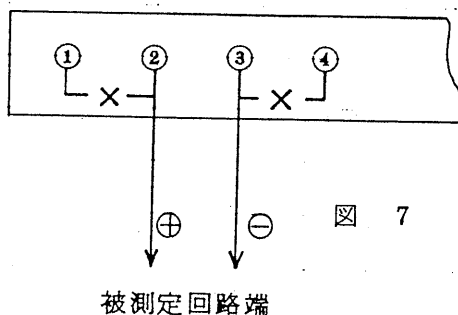 ① ② ③ ④
× ×
⊕ ⊖
図 7
被測定回路端